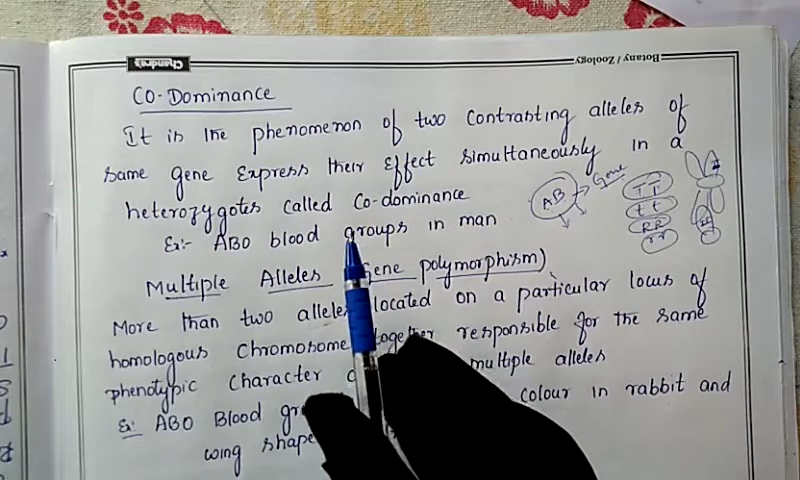 Botany / Zoology
Chandra's
Co-Dominance
It is the phenomenon of two Contrasting alleles of
same gene Express their Effect simultaneously in a
heterozygotes called Co-dominance
Ex:- ABO blood groups in man
AB Gene
T T
t t
RR
rr
Multiple Alleles Gene polymorphism)
More than two alleles located on a particular locus of
homologous Chromosome together responsible for the same
phenotypic Character multiple alleles
Ex: ABO Blood colour in rabbit and
wing shape